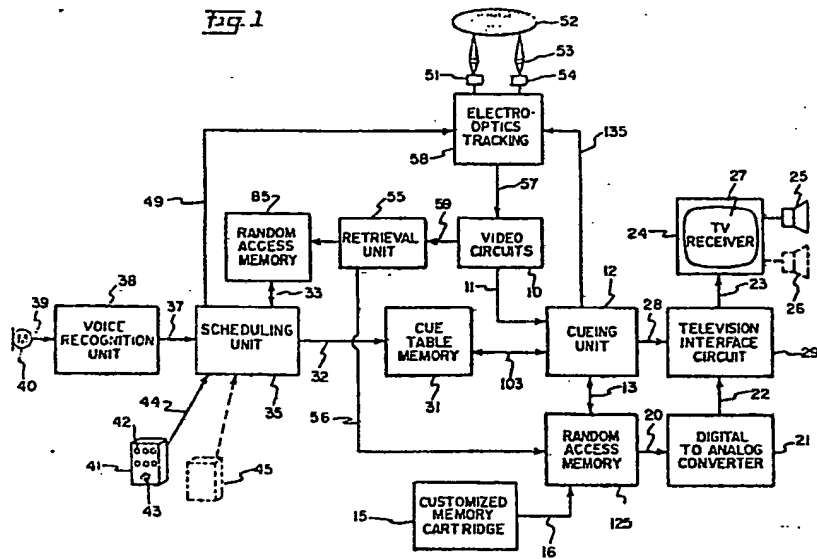 Fig. 1
52
53
51
54
ELECTRO-
OPTICS
TRACKING
58
135
49
57
27
25
85
55
59
24
TV
RECEIVER
RANDOM
ACCESS
MEMORY
RETRIEVAL
UNIT
VIDEO
CIRCUITS
10
26
38
33
11
12
23
39
VOICE
RECOGNITION
UNIT
37
SCHEDULING
UNIT
32
CUE
TABLE
MEMORY
103
CUEING
UNIT
28
TELEVISION
INTERFACE
CIRCUIT
29
40
44
35
31
13
22
42
56
41
43
45
RANDOM
ACCESS
MEMORY
20
DIGITAL
TO ANALOG
CONVERTER
21
125
15
CUSTOMIZED
MEMORY
CARTRIDGE
16